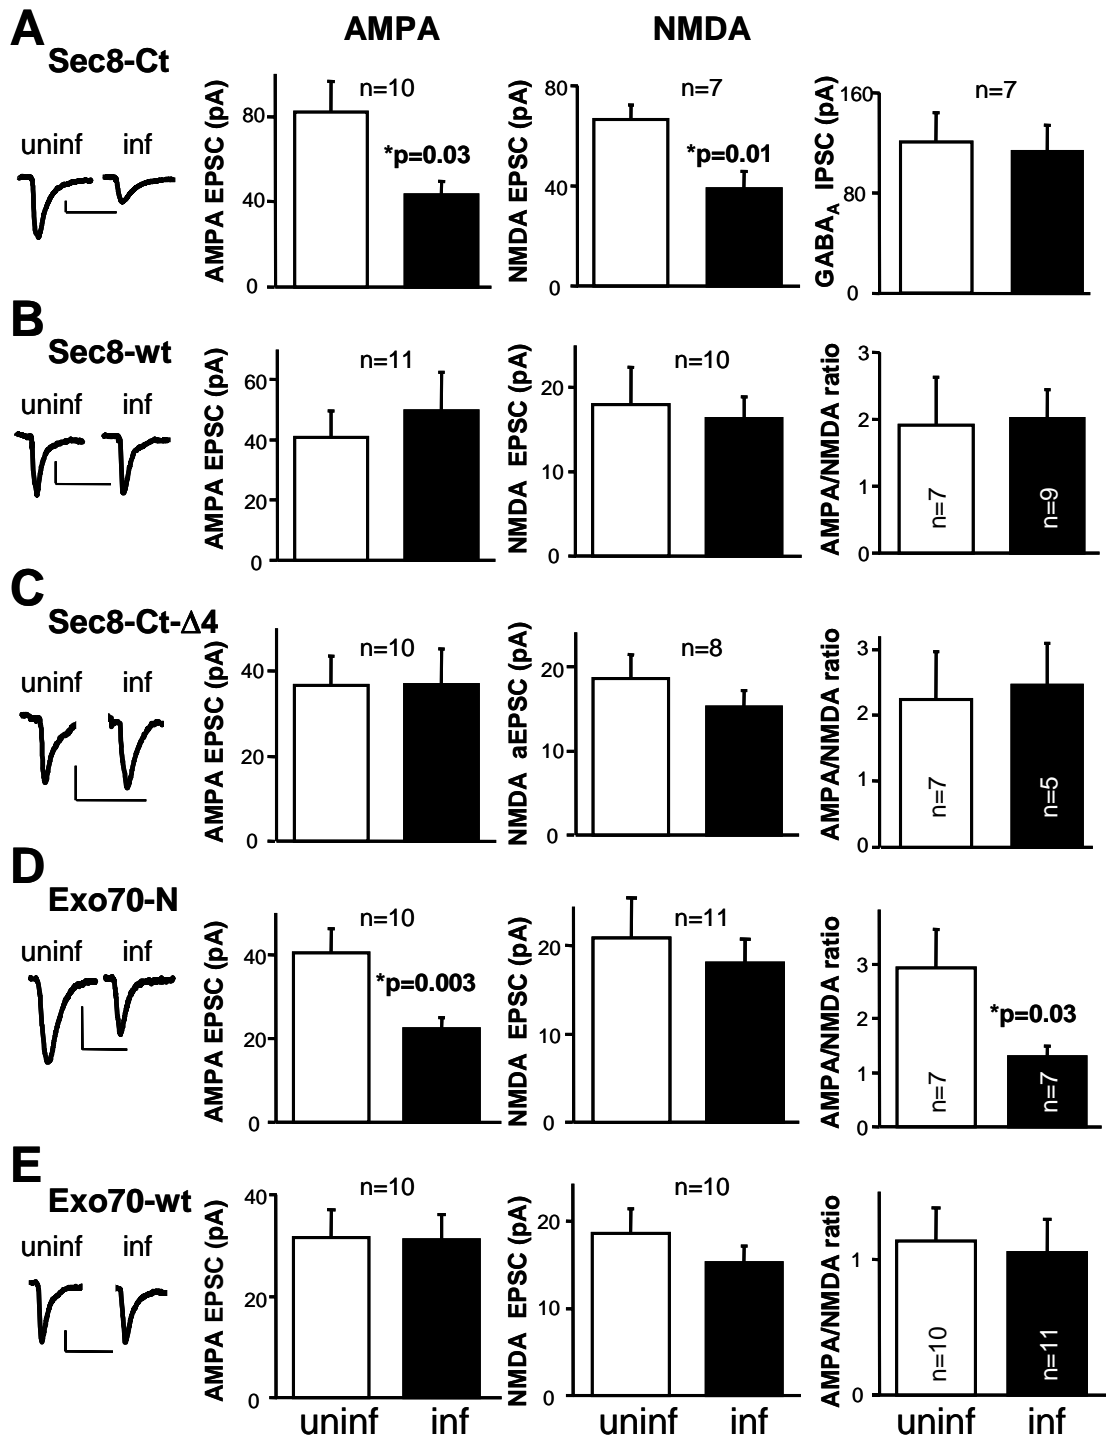 A
Sec8-Ct
AMPA
NMDA
uninf inf
AMPA EPSC (pA)
80
40
0
n=10
*p=0.03
NMDA EPSC (pA)
80
40
0
n=7
*p=0.01
GABAA IPSC (pA)
160
80
0
n=7
B
Sec8-wt
uninf inf
AMPA EPSC (pA)
60
40
20
0
n=11
NMDA EPSC (pA)
20
10
0
n=10
AMPA/NMDA ratio
3
2
1
0
n=7
n=9
C
Sec8-Ct-Δ4
uninf inf
AMPA EPSC (pA)
40
20
0
n=10
NMDA aEPSC (pA)
20
10
0
n=8
AMPA/NMDA ratio
3
2
1
0
n=7
n=5
D
Exo70-N
uninf inf
AMPA EPSC (pA)
40
20
0
n=10
*p=0.003
NMDA EPSC (pA)
20
10
0
n=11
AMPA/NMDA ratio
3
2
1
0
*p=0.03
n=7
n=7
E
Exo70-wt
uninf inf
AMPA EPSC (pA)
40
20
0
n=10
NMDA EPSC (pA)
20
10
0
n=10
AMPA/NMDA ratio
1
0
n=10
n=11
uninf inf
uninf inf
uninf inf